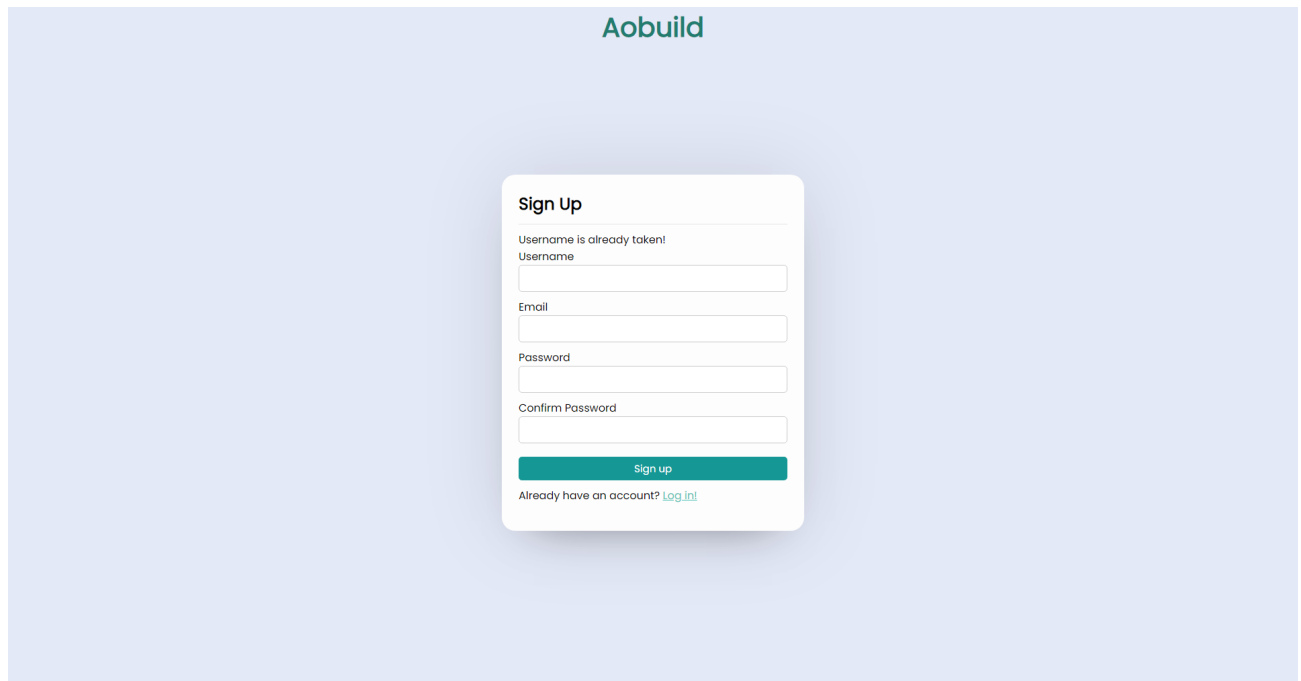 Aobuild
Sign Up
Username is already taken!
Username
Email
Password
Confirm Password
Sign up
Already have an account? Log in!